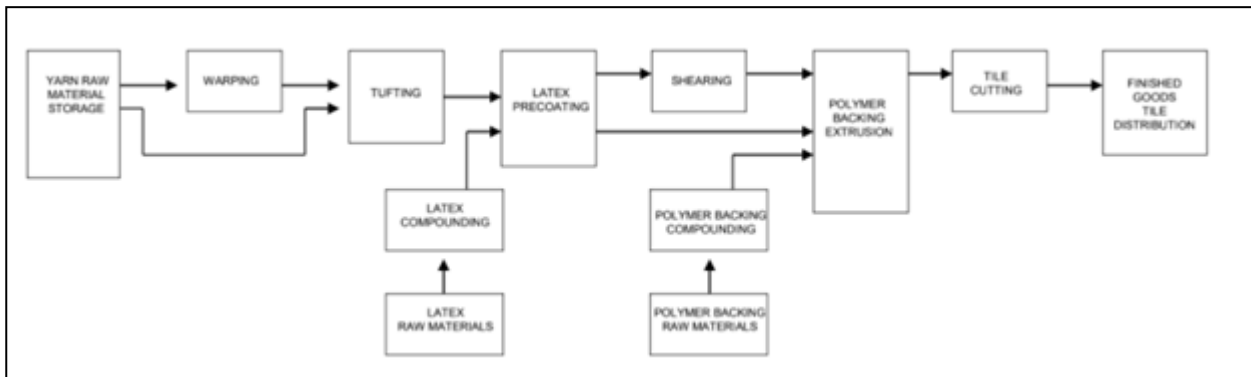 YARN RAW
MATERIAL
STORAGE
WARPING
TUFTING
LATEX
PRECOATING
SHEARING
POLYMER
BACKING
EXTRUSION
TILE
CUTTING
FINISHED
GOODS
TILE
DISTRIBUTION
LATEX
COMPOUNDING
POLYMER BACKING
COMPOUNDING
LATEX
RAW MATERIALS
POLYMER BACKING
RAW MATERIALS